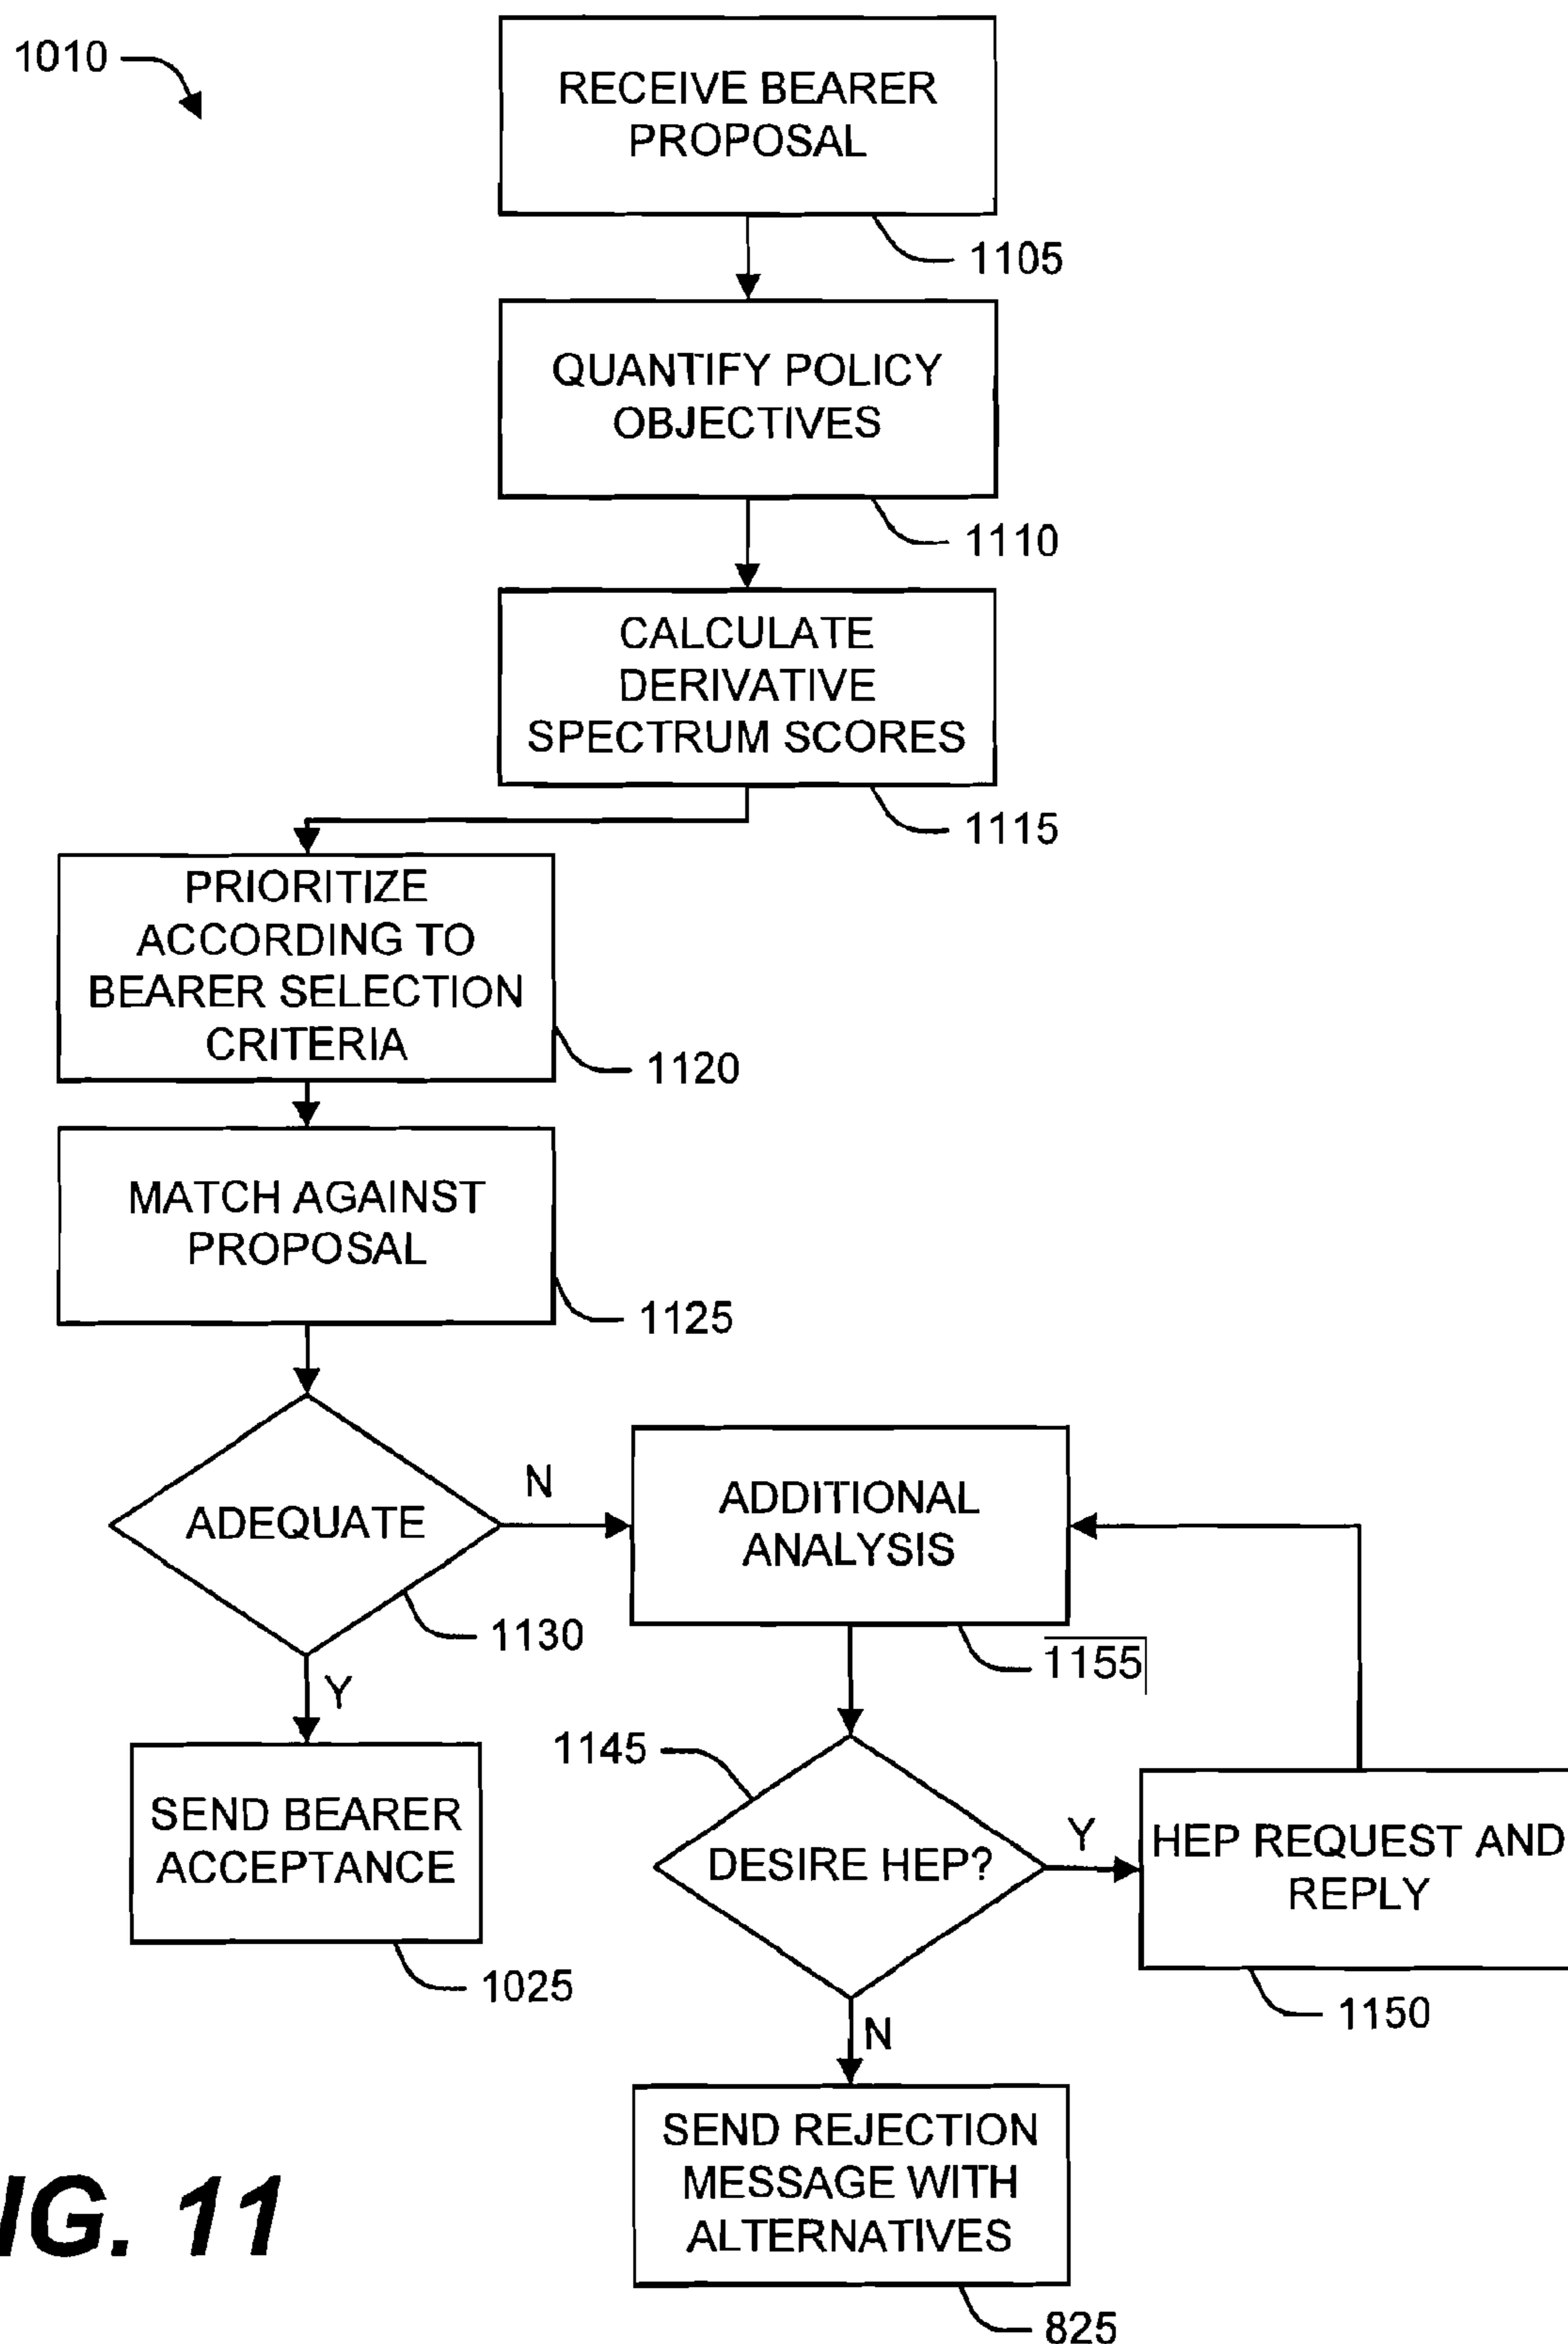 1010
RECEIVE BEARER
PROPOSAL
1105
QUANTIFY POLICY
OBJECTIVES
1110
CALCULATE
DERIVATIVE
SPECTRUM SCORES
1115
PRIORITIZE
ACCORDING TO
BEARER SELECTION
CRITERIA
1120
MATCH AGAINST
PROPOSAL
1125
ADEQUATE
N
1130
Y
SEND BEARER
ACCEPTANCE
1025
ADDITIONAL
ANALYSIS
1155
1145
DESIRE HEP?
Y
HEP REQUEST AND
REPLY
1150
N
SEND REJECTION
MESSAGE WITH
ALTERNATIVES
825
IG. 11